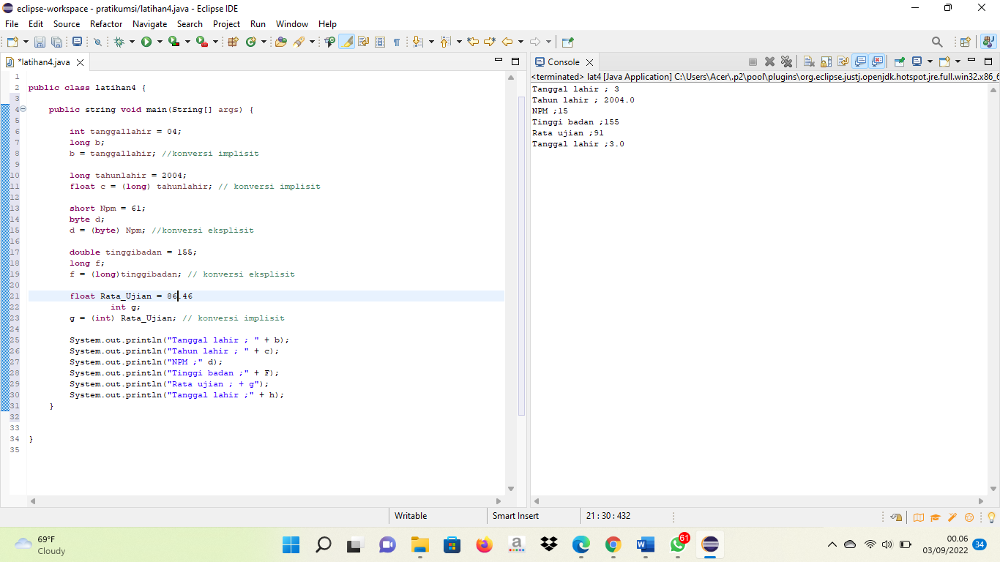 eclipse-workspace - pratikumsi/latihan4.java - Eclipse IDE
File Edit Source Refactor Navigate Search Project Run Window Help
*latihan4.java
1
2 public class latihan4 {
3
4 public string void main(String[] args) {
5
6 int tanggallahir = 04;
7 long b;
8 b = tanggallahir; //konversi implisit
9
10 long tahunlahir = 2004;
11 float c = (long) tahunlahir; // konversi implisit
12
13 short Npm = 61;
14 byte d;
15 d = (byte) Npm; //konversi eksplisit
16
17 double tinggibadan = 155;
18 long f;
19 f = (long)tinggibadan; // konversi eksplisit
20
21 float Rata_Ujian = 86.46
22 int g;
23 g = (int) Rata_Ujian; // konversi implisit
24
25 System.out.println("Tanggal lahir ; " + b);
26 System.out.println("Tahun lahir ; " + c);
27 System.out.println("NPM ;" d);
28 System.out.println("Tinggi badan ;" + F);
29 System.out.println("Rata ujian ; + g");
30 System.out.println("Tanggal lahir ;" + h);
31 }
32
33
34 }
35
Console
<terminated> lat4 [Java Application] C:\Users\Acer\.p2\pool\plugins\org.eclipse.justj.openjdk.hotspot.jre.full.win32.x86_6
Tanggal lahir ; 3
Tahun lahir ; 2004.0
NPM ;15
Tinggi badan ;155
Rata ujian ;91
Tanggal lahir ;3.0
Writable Smart Insert 21 : 30 : 432
69°F
Cloudy
a
W
61
00.06
03/09/2022
34